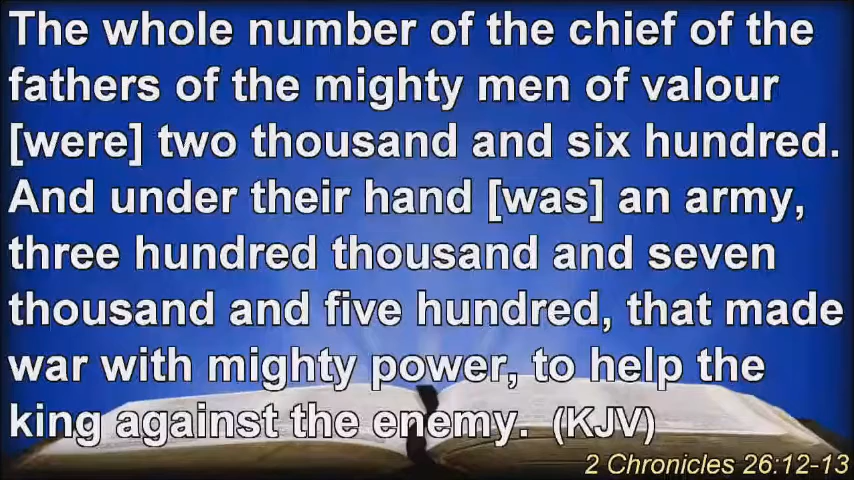 The whole number of the chief of the
fathers of the mighty men of valour
[were] two thousand and six hundred.
And under their hand [was] an army,
three hundred thousand and seven
thousand and five hundred, that made
war with mighty power, to help the
king against the enemy. (KJV)
2 Chronicles 26:12-13